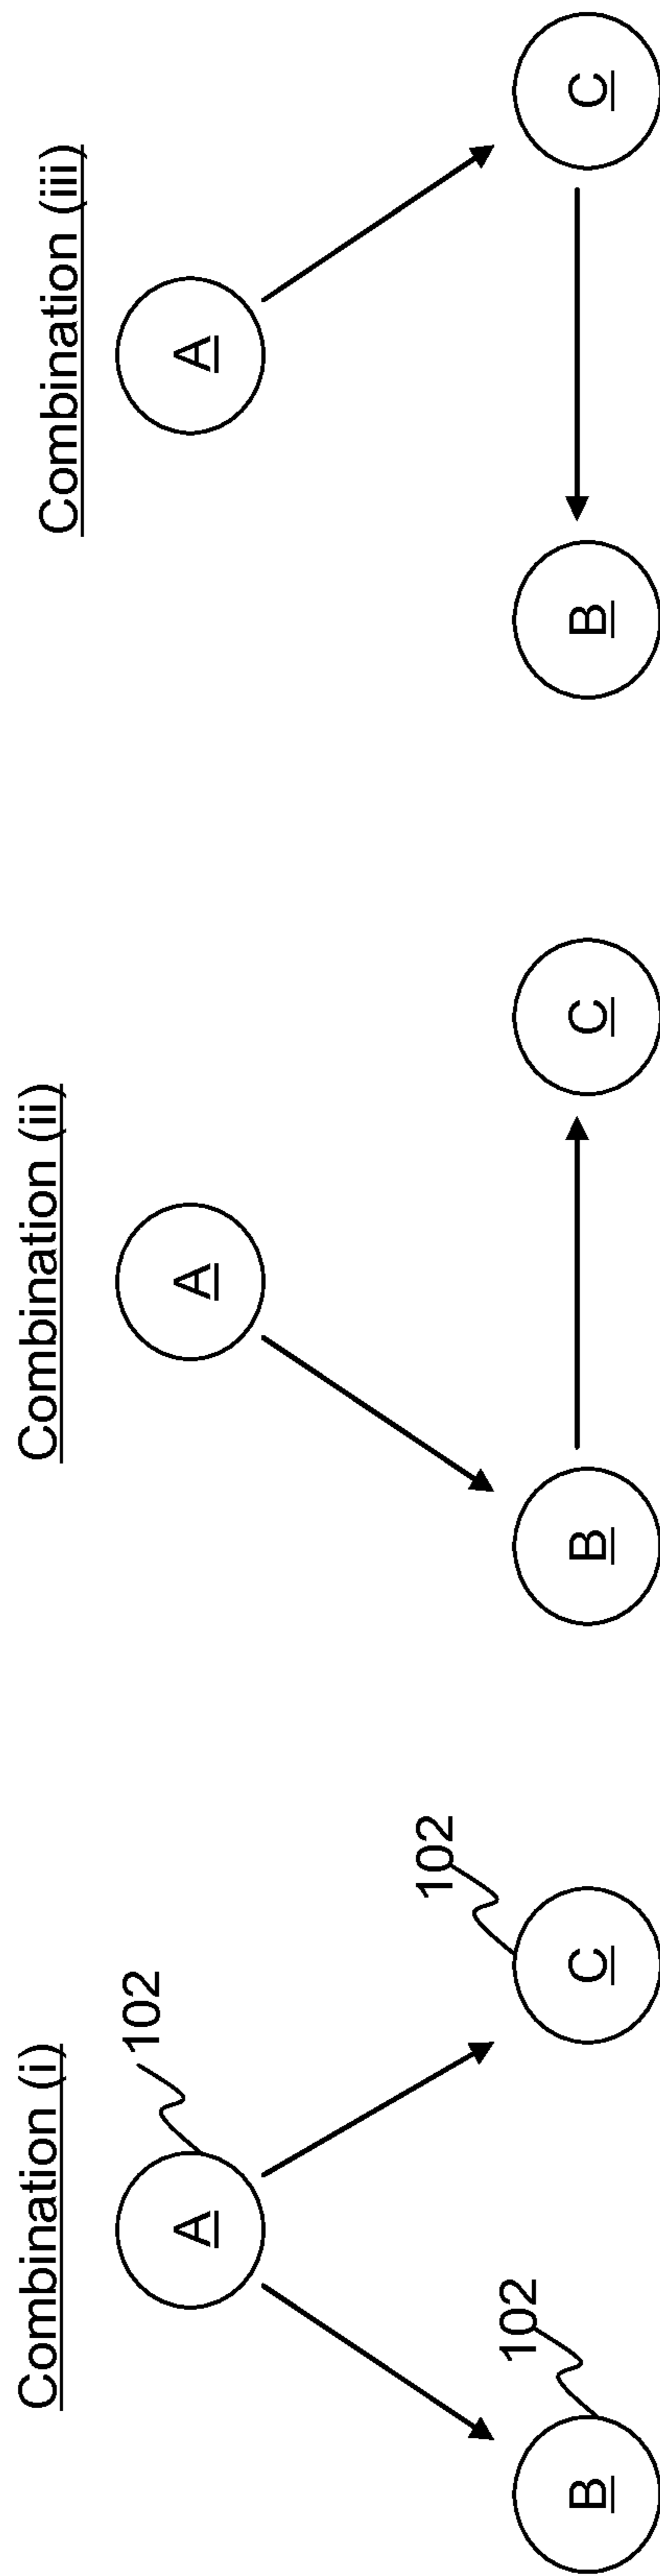 Combination (i)
A
102
B
102
C
102
Combination (ii)
A
B
C
Combination (iii)
A
B
C